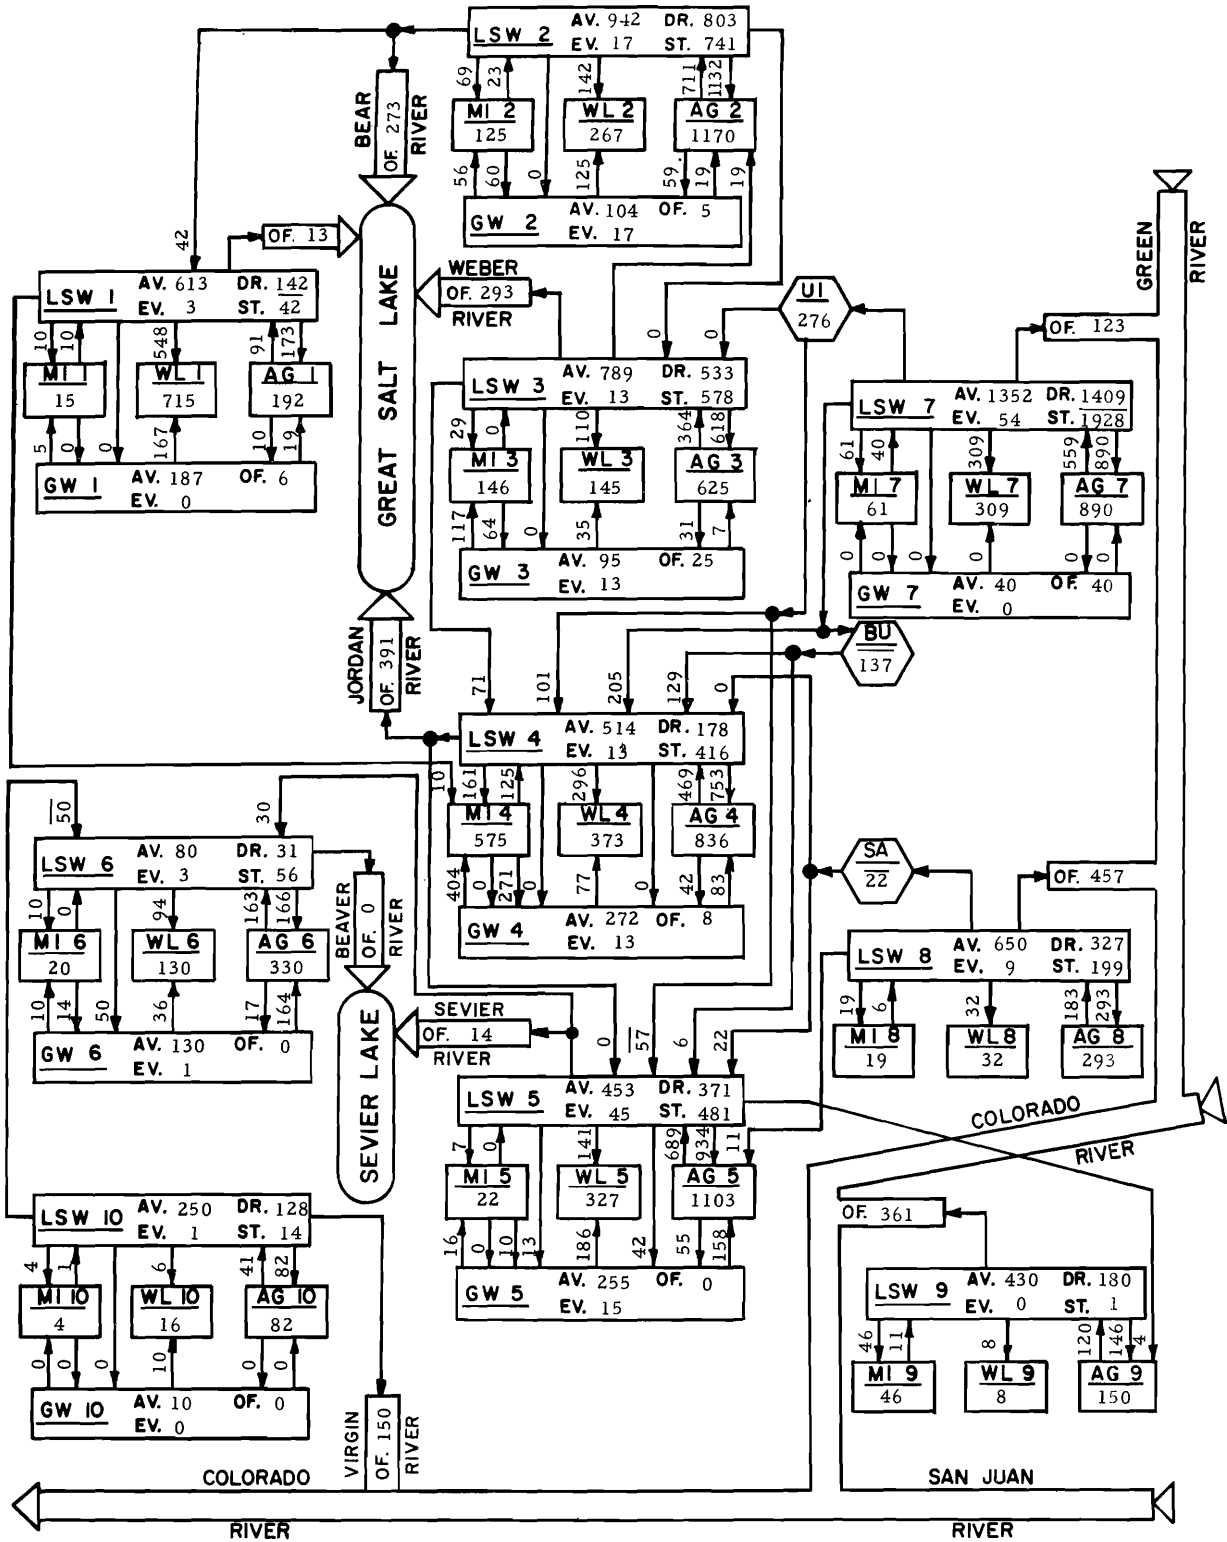 LSW 2 AV. 942 DR. 803
EV. 17 ST. 741
69 23 142 711 1132
MI 2 WL 2 AG 2
125 267 1170
56 60 0 125 59 19 19
GW 2 AV. 104 OF. 5
EV. 17
BEAR
OF. 273
RIVER
42
OF. 13
LSW 1 AV. 613 DR. 142
EV. 3 ST. 42
10 10 548 91 173
MI 1 WL 1 AG 1
15 715 192
5 0 0 167 10 19
GW 1 AV. 187 OF. 6
EV. 0
GREAT SALT LAKE
WEBER
OF. 293
RIVER
0 0
UI
276
LSW 3 AV. 789 DR. 533
EV. 13 ST. 578
29 0 110 364 618
MI 3 WL 3 AG 3
146 145 625
117 64 0 35 31 7
GW 3 AV. 95 OF. 25
EV. 13
GREEN
RIVER
OF. 123
LSW 7 AV. 1352 DR. 1409
EV. 54 ST. 1928
61 40 309 559 890
MI 7 WL 7 AG 7
61 309 890
0 0 0 0 0 0
GW 7 AV. 40 OF. 40
EV. 0
BU
137
JORDAN
OF. 391
RIVER
71 101 205 129 0
LSW 4 AV. 514 DR. 178
EV. 13 ST. 416
10 161 125 296 469 753
MI 4 WL 4 AG 4
575 373 836
404 0 271 0 77 0 42 83
GW 4 AV. 272 OF. 8
EV. 13
50 30
LSW 6 AV. 80 DR. 31
EV. 3 ST. 56
10 0 94 163 166
MI 6 WL 6 AG 6
20 130 330
10 14 50 36 17 164
GW 6 AV. 130 OF. 0
EV. 1
BEAVER
OF. 0
RIVER
SEVIER LAKE
SEVIER
OF. 14
RIVER
SA
22
OF. 457
LSW 8 AV. 650 DR. 327
EV. 9 ST. 199
19 6 32 183 293
MI 8 WL 8 AG 8
19 32 293
0 57 6 22
LSW 5 AV. 453 DR. 371
EV. 45 ST. 481
7 0 141 689 934 11
MI 5 WL 5 AG 5
22 327 1103
16 0 10 13 186 42 55 158
GW 5 AV. 255 OF. 0
EV. 15
COLORADO
RIVER
OF. 361
LSW 9 AV. 430 DR. 180
EV. 0 ST. 1
46 11 8 120 146 4
MI 9 WL 9 AG 9
46 8 150
LSW 10 AV. 250 DR. 128
EV. 1 ST. 14
4 1 6 41 82
MI 10 WL 10 AG 10
4 16 82
0 0 0 10 0 0
GW 10 AV. 10 OF. 0
EV. 0
VIRGIN
OF. 150
RIVER
COLORADO
RIVER
SAN JUAN
RIVER